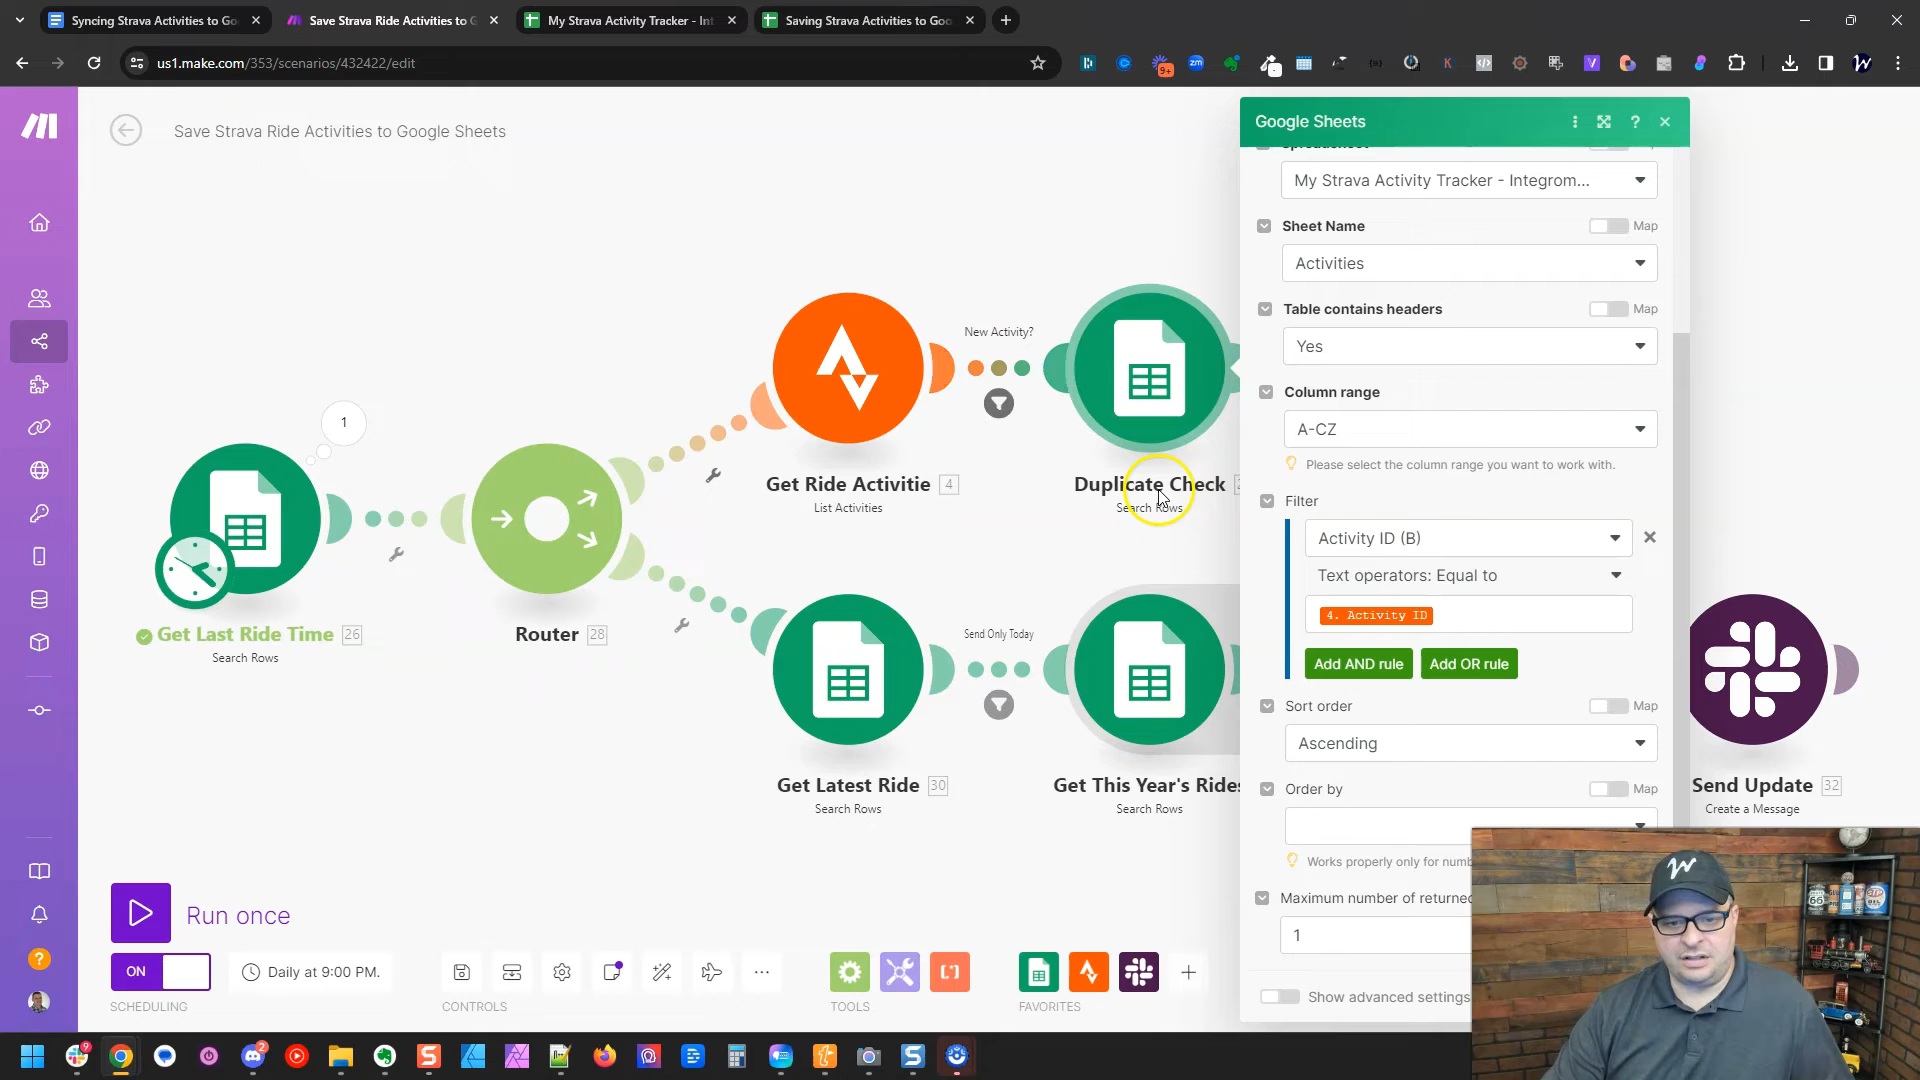 Syncing Strava Activities to Go
Save Strava Ride Activities to G
My Strava Activity Tracker - Int
Saving Strava Activities to Goo
us1.make.com/353/scenarios/432422/edit
9+
zm
Save Strava Ride Activities to Google Sheets
Google Sheets
My Strava Activity Tracker - Integrom...
Sheet Name
Map
Activities
Table contains headers
Map
Yes
Column range
A-CZ
Please select the column range you want to work with.
Filter
Activity ID (B)
Text operators: Equal to
4. Activity ID
Add AND rule
Add OR rule
Sort order
Map
Ascending
Order by
Map
Works properly only for numb
Maximum number of returned
1
Show advanced settings
1
Get Last Ride Time 26
Search Rows
Router 28
Get Ride Activitie 4
List Activities
New Activity?
Duplicate Check
Search Rows
Get Latest Ride 30
Search Rows
Send Only Today
Get This Year's Rides
Search Rows
Send Update 32
Create a Message
Run once
ON
Daily at 9:00 PM.
SCHEDULING
CONTROLS
TOOLS
FAVORITES
9
2